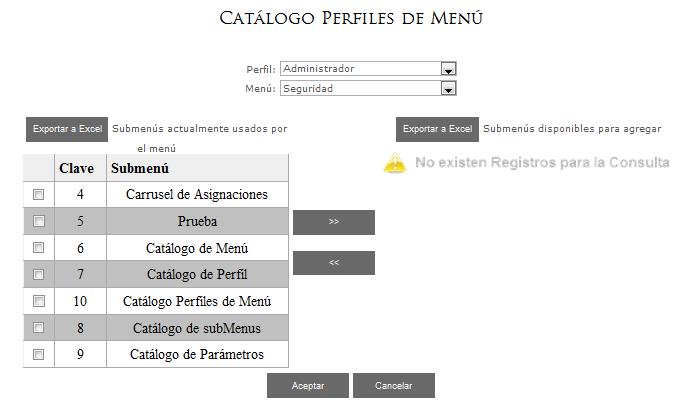 Catálogo Perfiles de Menú
Perfil: Administrador
Menú: Seguridad
Exportar a Excel Submenús actualmente usados por
el menú
Exportar a Excel Submenús disponibles para agregar
No existen Registros para la Consulta
Clave Submenú
4 Carrusel de Asignaciones
5 Prueba
6 Catálogo de Menú
7 Catálogo de Perfil
10 Catálogo Perfiles de Menú
8 Catálogo de subMenus
9 Catálogo de Parámetros
>>
<<
Aceptar Cancelar